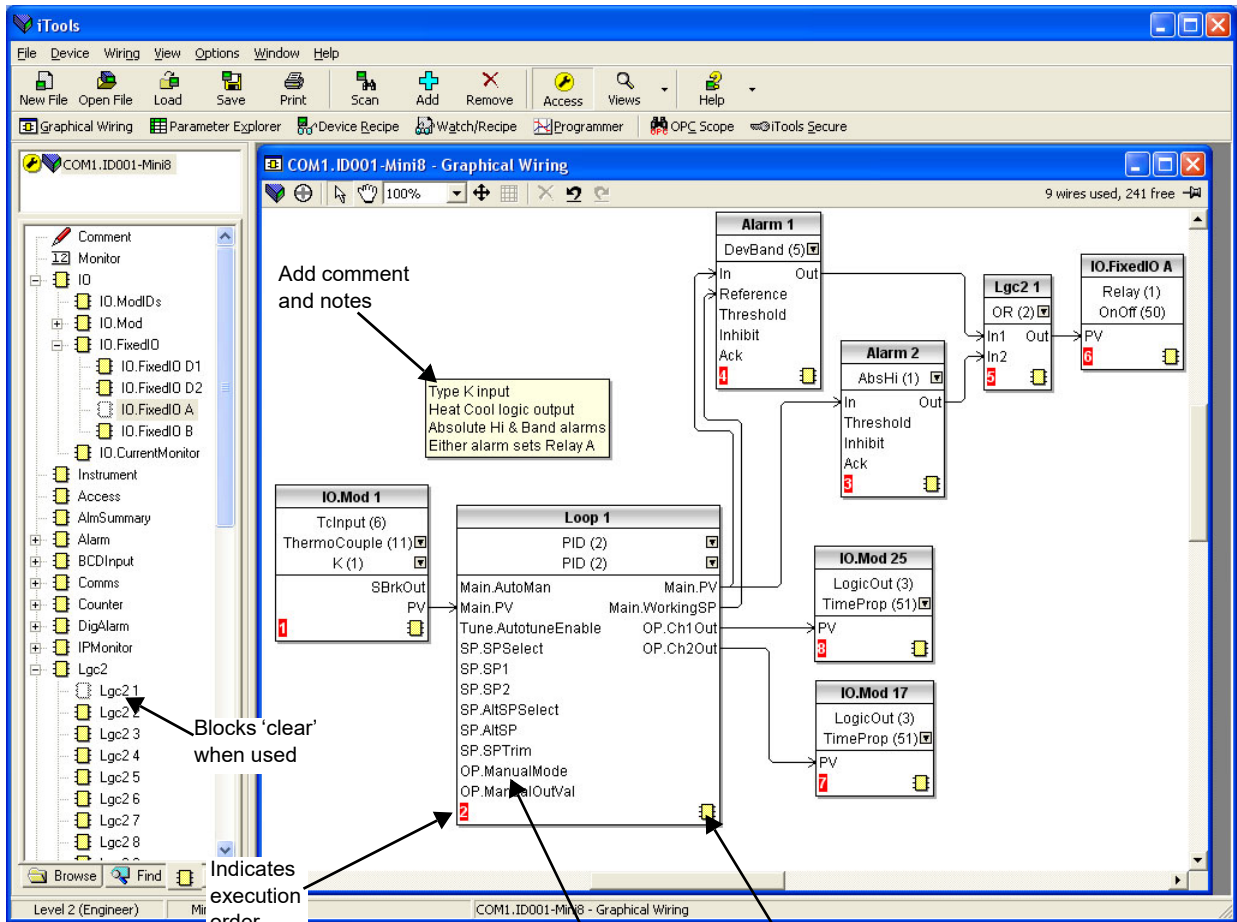 iTools
File Device Wiring View Options Window Help
New File Open File Load Save Print Scan Add Remove Access Views Help
Graphical Wiring Parameter Explorer Device Recipe Watch/Recipe Programmer OPC Scope iTools Secure
COM1.ID001-Mini8
Comment
12 Monitor
IO
IO.ModIDs
IO.Mod
IO.FixedIO
IO.FixedIO D1
IO.FixedIO D2
IO.FixedIO A
IO.FixedIO B
IO.CurrentMonitor
Instrument
Access
AlmSummary
Alarm
BCDInput
Comms
Counter
DigAlarm
IPMonitor
Lgc2
Lgc2 1
Lgc2 2
Lgc2 3
Lgc2 4
Lgc2 5
Lgc2 6
Lgc2 7
Lgc2 8
Browse Find
COM1.ID001-Mini8 - Graphical Wiring
100%
9 wires used, 241 free
Add comment
and notes
Type K input
Heat Cool logic output
Absolute Hi & Band alarms
Either alarm sets Relay A
Alarm 1
DevBand (5)
In Out
Reference
Threshold
Inhibit
Ack
4
Alarm 2
AbsHi (1)
In Out
Threshold
Inhibit
Ack
3
Lgc2 1
OR (2)
In1 Out
In2
5
IO.FixedIO A
Relay (1)
OnOff (50)
PV
6
IO.Mod 1
TcInput (6)
ThermoCouple (11)
K (1)
SBrkOut
PV
1
Loop 1
PID (2)
PID (2)
Main.AutoMan Main.PV
Main.PV Main.WorkingSP
Tune.AutotuneEnable OP.Ch1Out
SP.SPSelect OP.Ch2Out
SP.SP1
SP.SP2
SP.AltSPSelect
SP.AltSP
SP.SPTrim
OP.ManualMode
OP.ManualOutVal
2
IO.Mod 25
LogicOut (3)
TimeProp (51)
PV
8
IO.Mod 17
LogicOut (3)
TimeProp (51)
PV
7
Blocks ‘clear’
when used
Indicates
execution
order
Level 2 (Engineer) COM1.ID001-Mini8 - Graphical Wiring